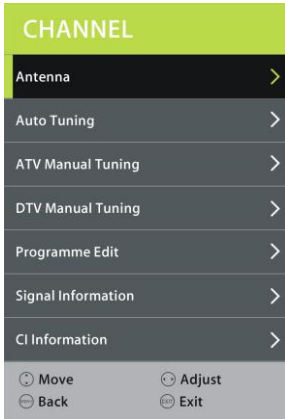 CHANNEL
Antenna
Auto Tuning
ATV Manual Tuning
DTV Manual Tuning
Programme Edit
Signal Information
CI Information
Move Adjust
Back EXIT Exit